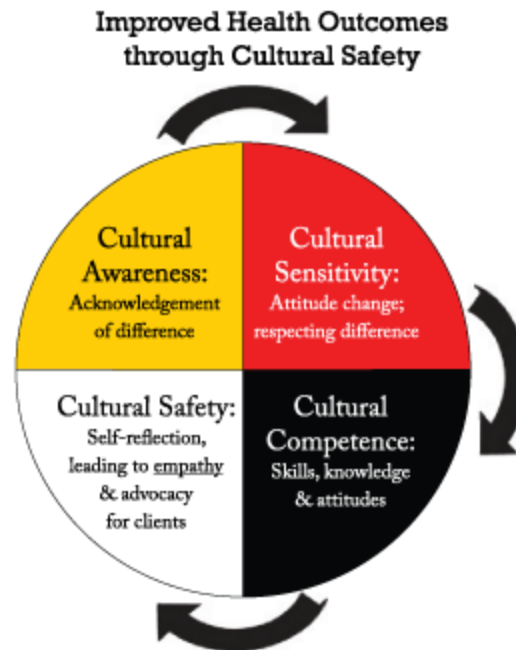 Improved Health Outcomes
through Cultural Safety
Cultural
Awareness:
Acknowledgement
of difference
Cultural
Sensitivity:
Attitude change;
respecting difference
Cultural Safety:
Self-reflection,
leading to empathy
& advocacy
for clients
Cultural
Competence:
Skills, knowledge
& attitudes